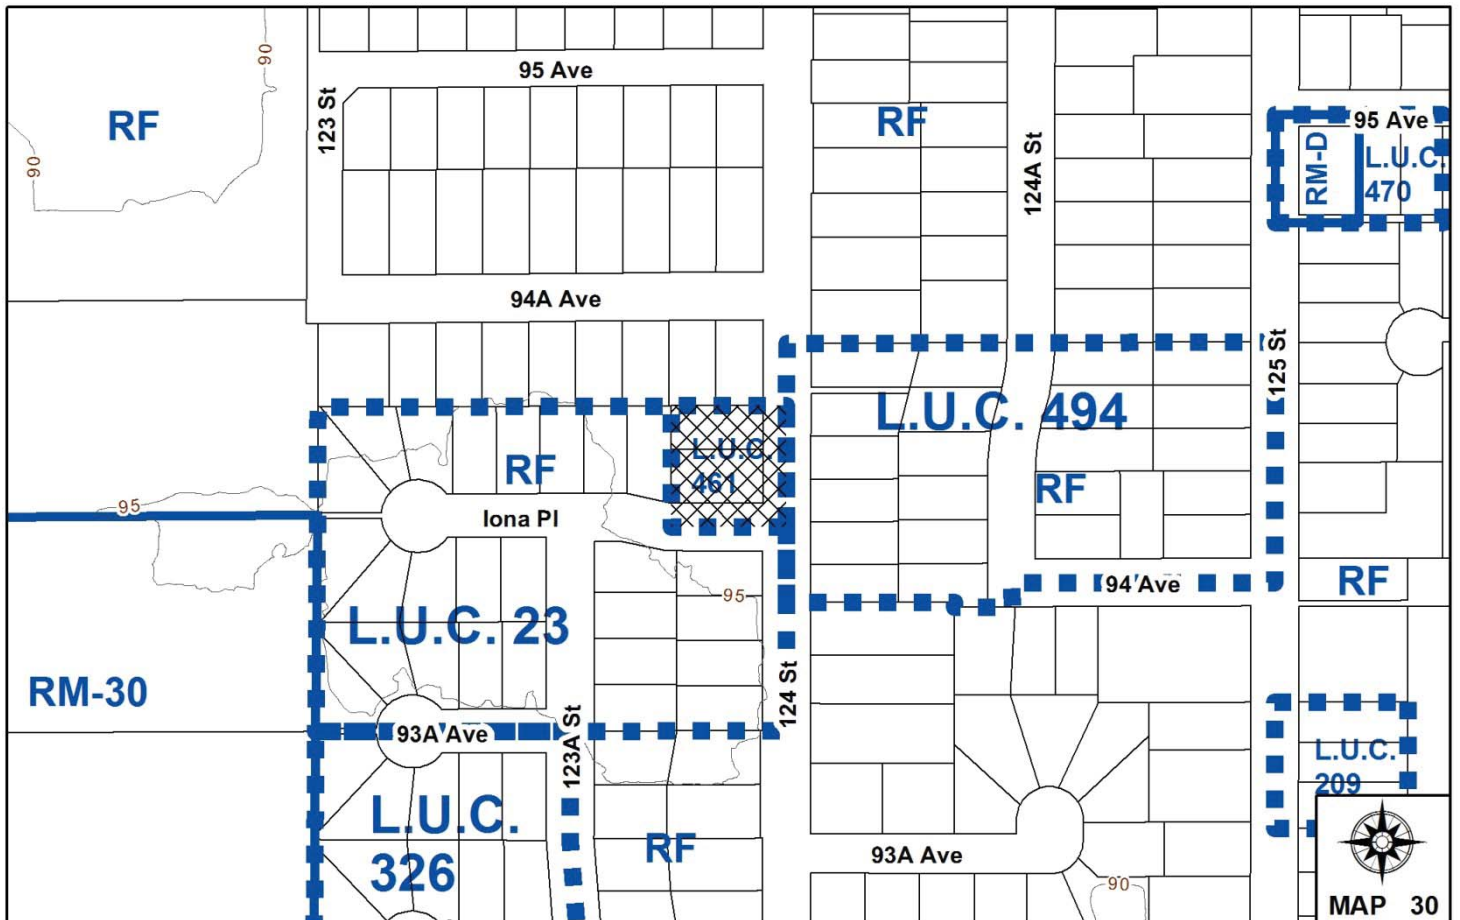 90
95 Ave
RF
123 St
90
RF
124A St
95 Ave
RM-D
L.U.C.
470
94A Ave
125 St
L.U.C. 494
L.U.C.
461
RF
RF
95
Iona Pl
94 Ave
RF
95
L.U.C. 23
RM-30
124 St
93A Ave
123A St
L.U.C.
209
L.U.C.
326
RF
93A Ave
90
MAP 30